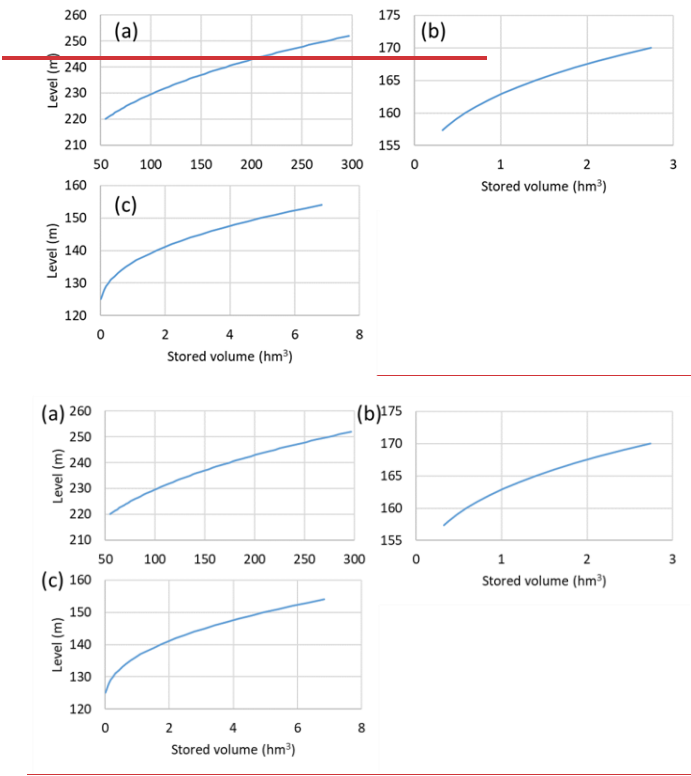 (a)
260
250
240
230
220
210
Level (m)
50 100 150 200 250 300
(b)
175
170
165
160
155
0 1 2 3
Stored volume (hm³)
(c)
160
150
140
130
120
Level (m)
0 2 4 6 8
Stored volume (hm³)
(a)
260
250
240
230
220
210
Level (m)
50 100 150 200 250 300
(b)
175
170
165
160
155
0 1 2 3
Stored volume (hm³)
(c)
160
150
140
130
120
Level (m)
0 2 4 6 8
Stored volume (hm³)